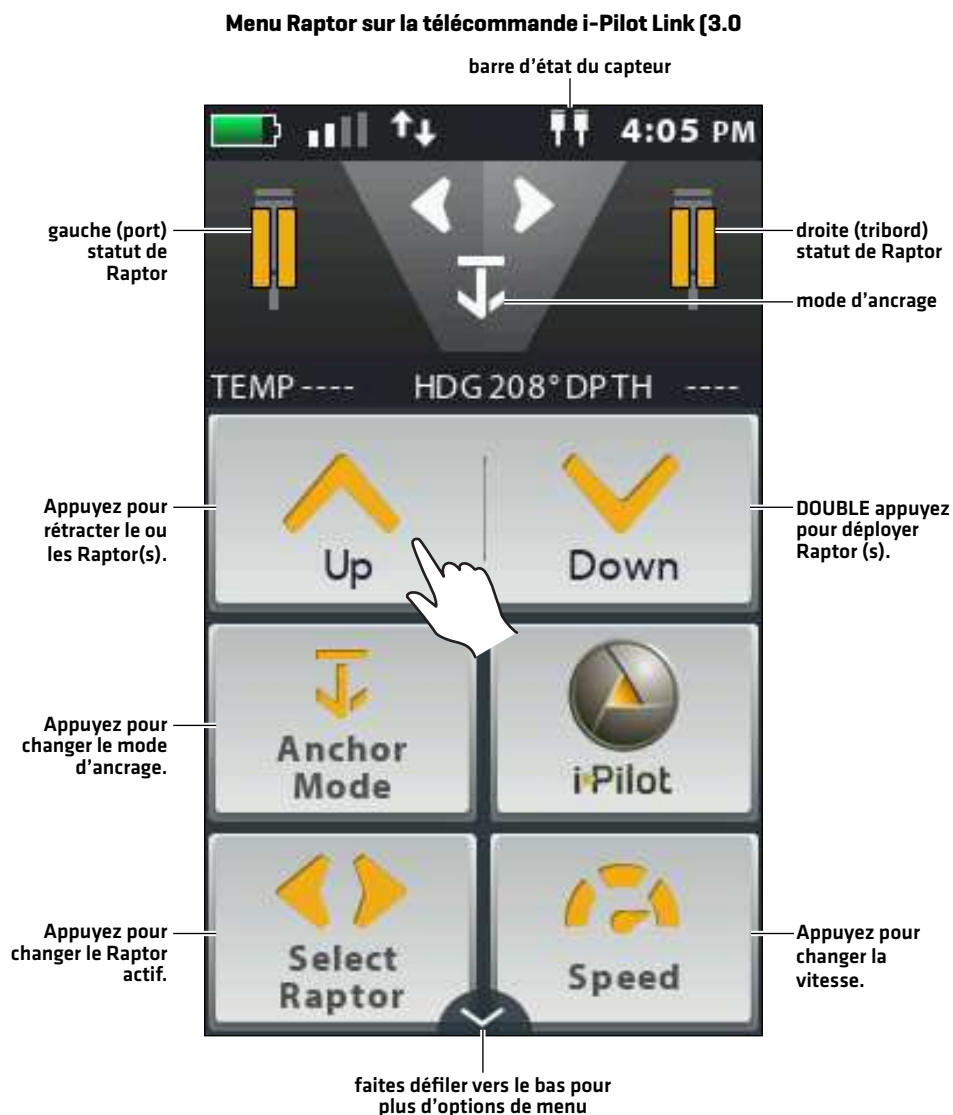 Menu Raptor sur la télécommande i-Pilot Link (3.0
barre d'état du capteur
4:05 PM
gauche (port)
statut de
Raptor
droite (tribord)
statut de Raptor
mode d'ancrage
TEMP ---- HDG 208° DPTH ----
Appuyez pour
rétracter le ou
les Raptor(s).
Up
Down
DOUBLE appuyez
pour déployer
Raptor (s).
Appuyez pour
changer le mode
d'ancrage.
Anchor
Mode
i-Pilot
Appuyez pour
changer le Raptor
actif.
Select
Raptor
Speed
Appuyez pour
changer la
vitesse.
faites défiler vers le bas pour
plus d'options de menu